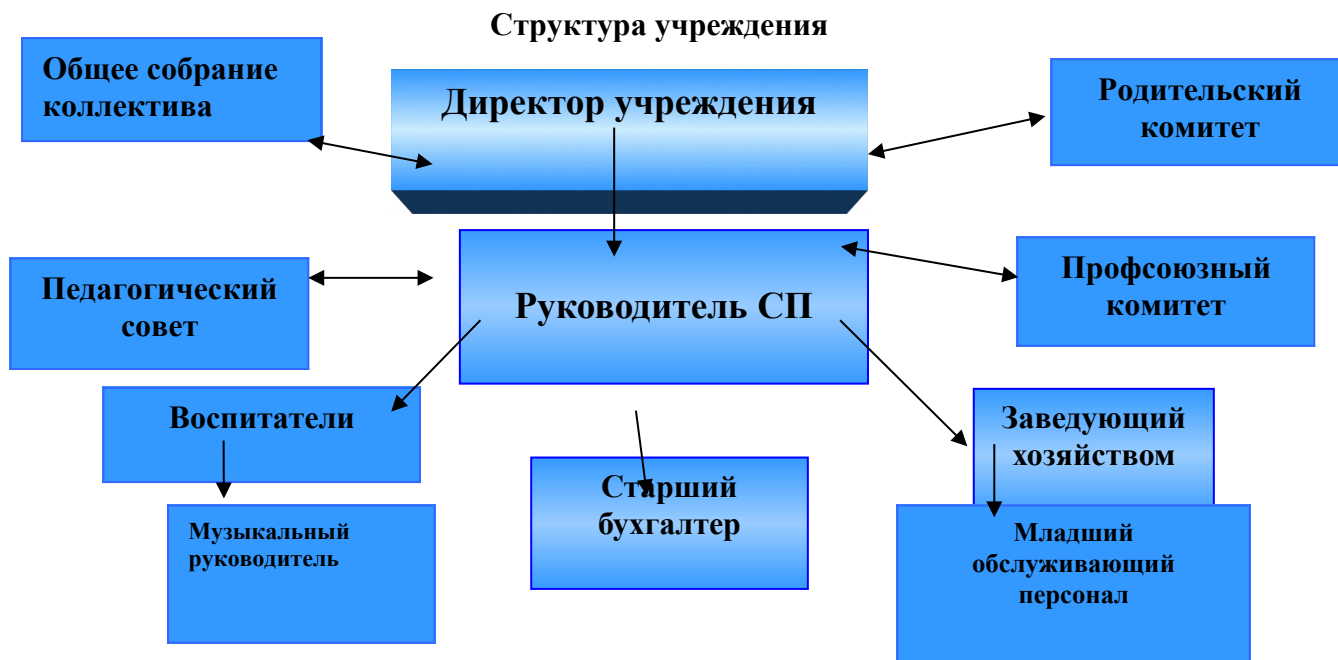 Структура учреждения
Общее собрание
коллектива
Директор учреждения
Родительский
комитет
Педагогический
совет
Руководитель СП
Профсоюзный
комитет
Воспитатели
Старший
бухгалтер
Заведующий
хозяйством
Музыкальный
руководитель
Младший
обслуживающий
персонал